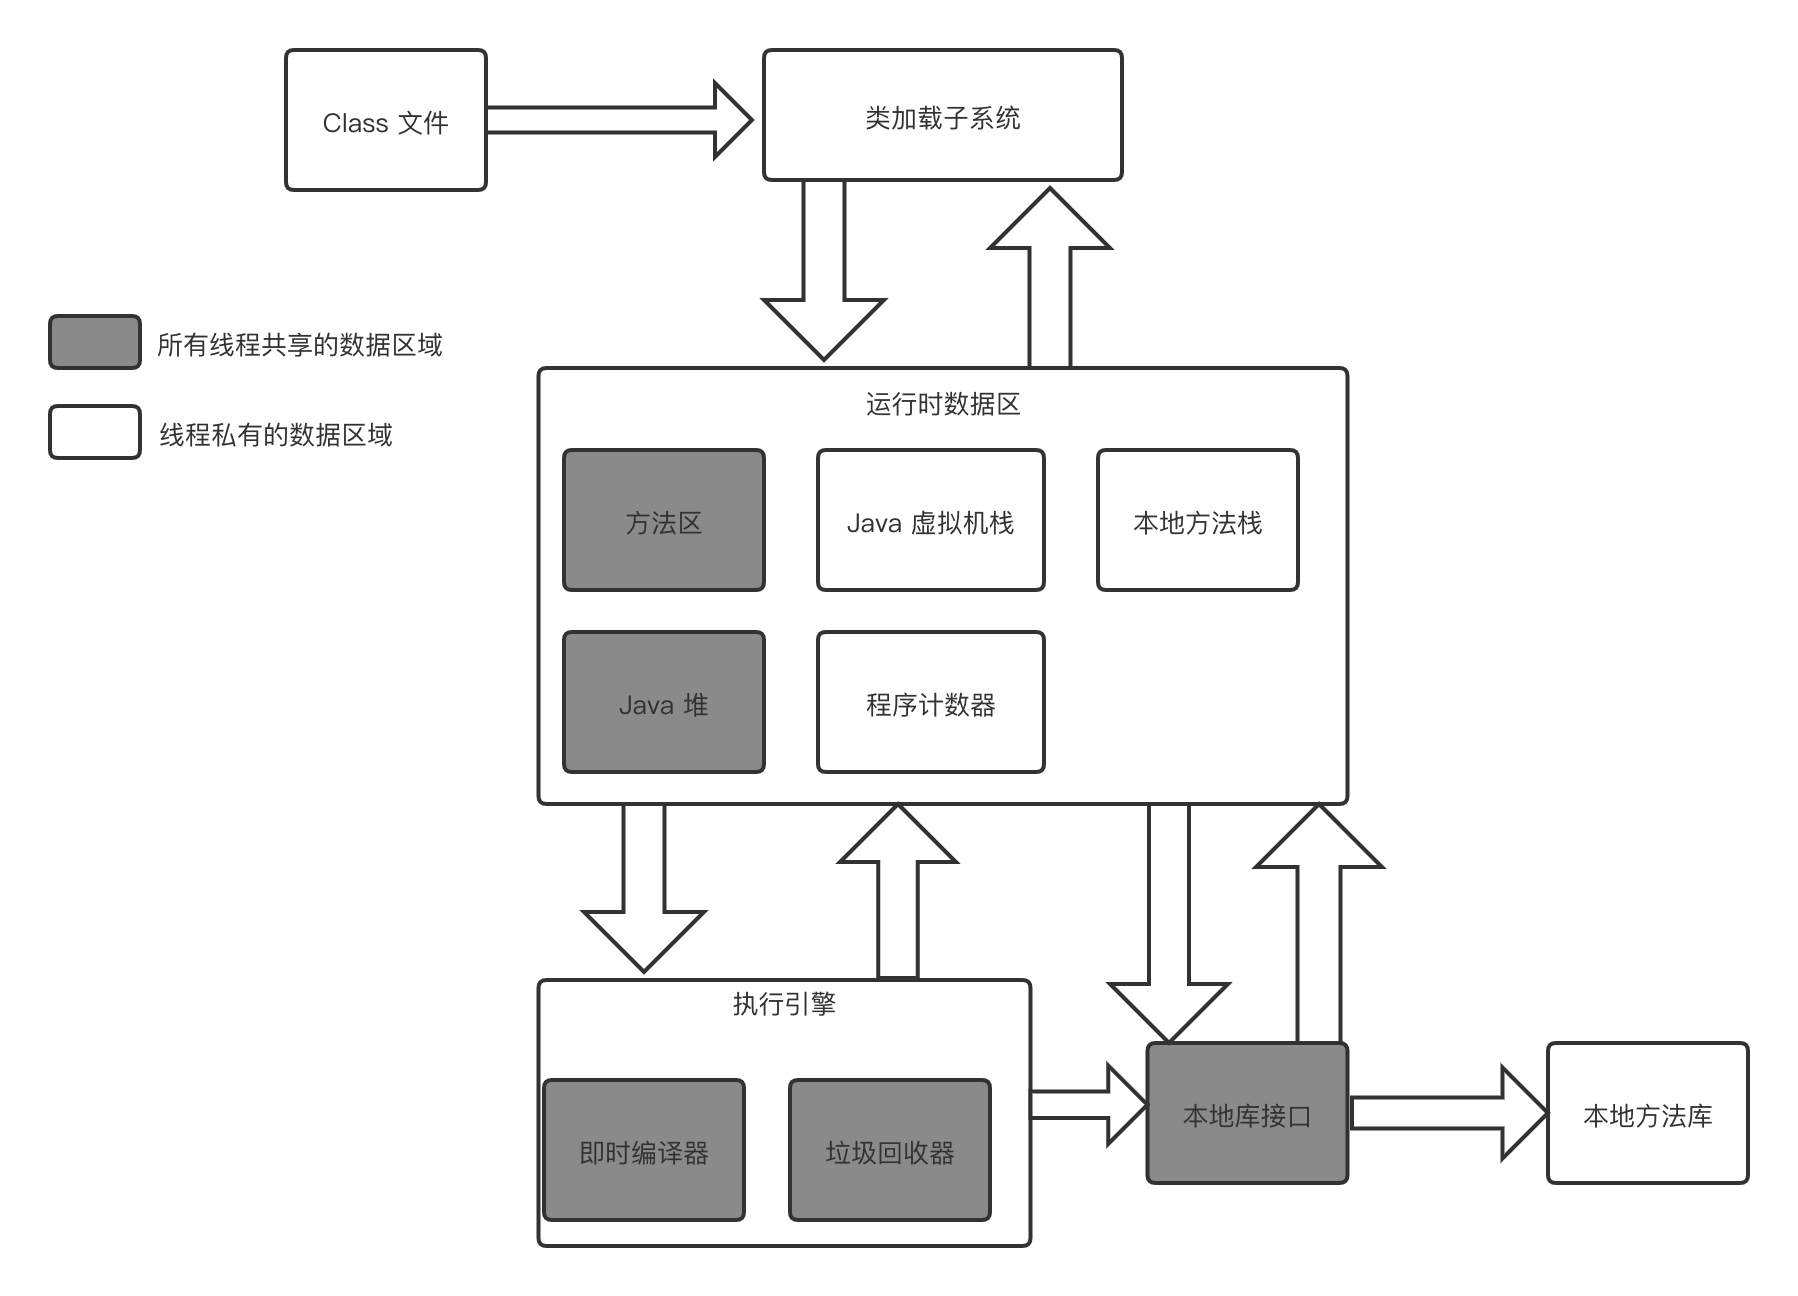 Class 文件
类加载子系统
所有线程共享的数据区域
线程私有的数据区域
运行时数据区
方法区
Java 虚拟机栈
本地方法栈
Java 堆
程序计数器
执行引擎
即时编译器
垃圾回收器
本地库接口
本地方法库